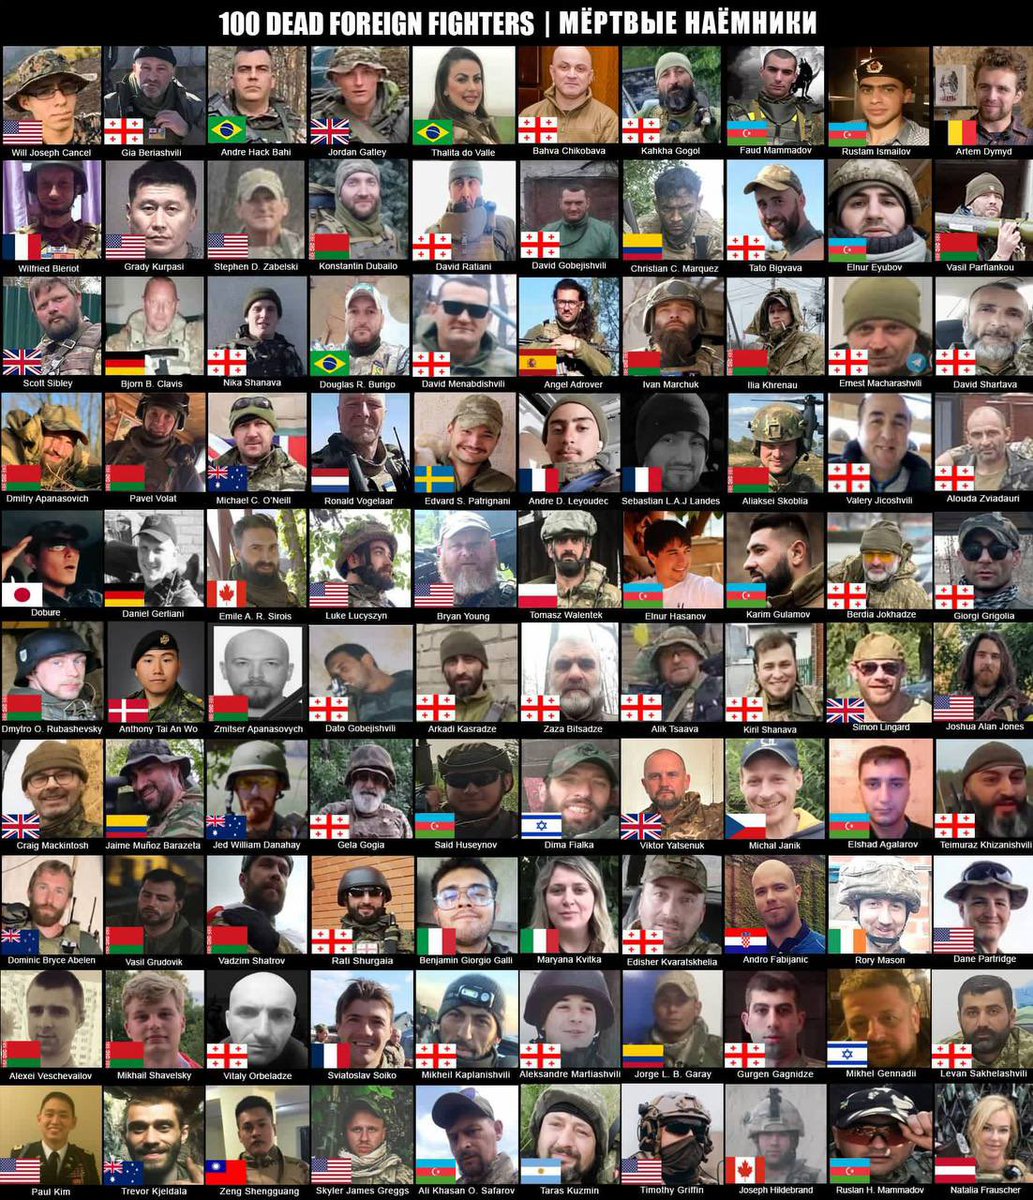 100 DEAD FOREIGN FIGHTERS | МЁРТВЫЕ НАЁМНИКИ
Will Joseph Cancel Gia Beriashvili Andre Hack Bahi Jordan Gatley Thalita do Valle Bahva Chikobava Kahkha Gogol Faud Mammadov Rustam Ismailov Artem Dymyd
Wilfried Bleriot Grady Kurpasi Stephen D. Zabelski Konstantin Dubailo David Ratiani David Gobejishvili Christian C. Marquez Tato Bigvava Elnur Eyubov Vasil Parfiankou
Scott Sibley Bjorn B. Clavis Nika Shanava Douglas R. Burigo David Menabdishvili Angel Adrover Ivan Marchuk Ilia Khrenau Ernest Macharashvili David Shartava
Dmitry Apanasovich Pavel Volat Michael C. O'Neill Ronald Vogelaar Edvard S. Patrignani Andre D. Leyoudec Sebastian L.A.J Landes Aliaksei Skoblia Valery Jicoshvili Alouda Zviadauri
Dobure Daniel Gerliani Emile A. R. Sirois Luke Lucyszyn Bryan Young Tomasz Walentek Elnur Hasanov Karim Gulamov Berdia Jokhadze Giorgi Grigolia
Dmytro O. Rubashevsky Anthony Tai An Wo Zmitser Apanasovych Dato Gobejishvili Arkadi Kasradze Zaza Bitsadze Alik Tsaava Kiril Shanava Simon Lingard Joshua Alan Jones
Craig Mackintosh Jaime Muñoz Barazeta Jed William Danahay Gela Gogia Said Huseynov Dima Fialka Viktor Yatsenuk Michal Janik Elshad Agalarov Teimuraz Khizanishvili
Dominic Bryce Abelen Vasil Grudovik Vadzim Shatrov Rati Shurgaia Benjamin Giorgio Galli Maryana Kvitka Edisher Kvaratskhelia Andro Fabijanic Rory Mason Dane Partridge
Alexei Veschevailov Mikhail Shavelsky Vitaly Orbeladze Sviatoslav Soiko Mikheil Kaplanishvili Aleksandre Martiashvili Jorge L. B. Garay Gurgen Gagnidze Mikhel Gennadii Levan Sakhelashvili
Paul Kim Trevor Kjeldala Zeng Shengguang Skyler James Greggs Ali Khasan O. Safarov Taras Kuzmin Timothy Griffin Joseph Hildebrand Ruslan H. Mammadov Natalia Frauscher